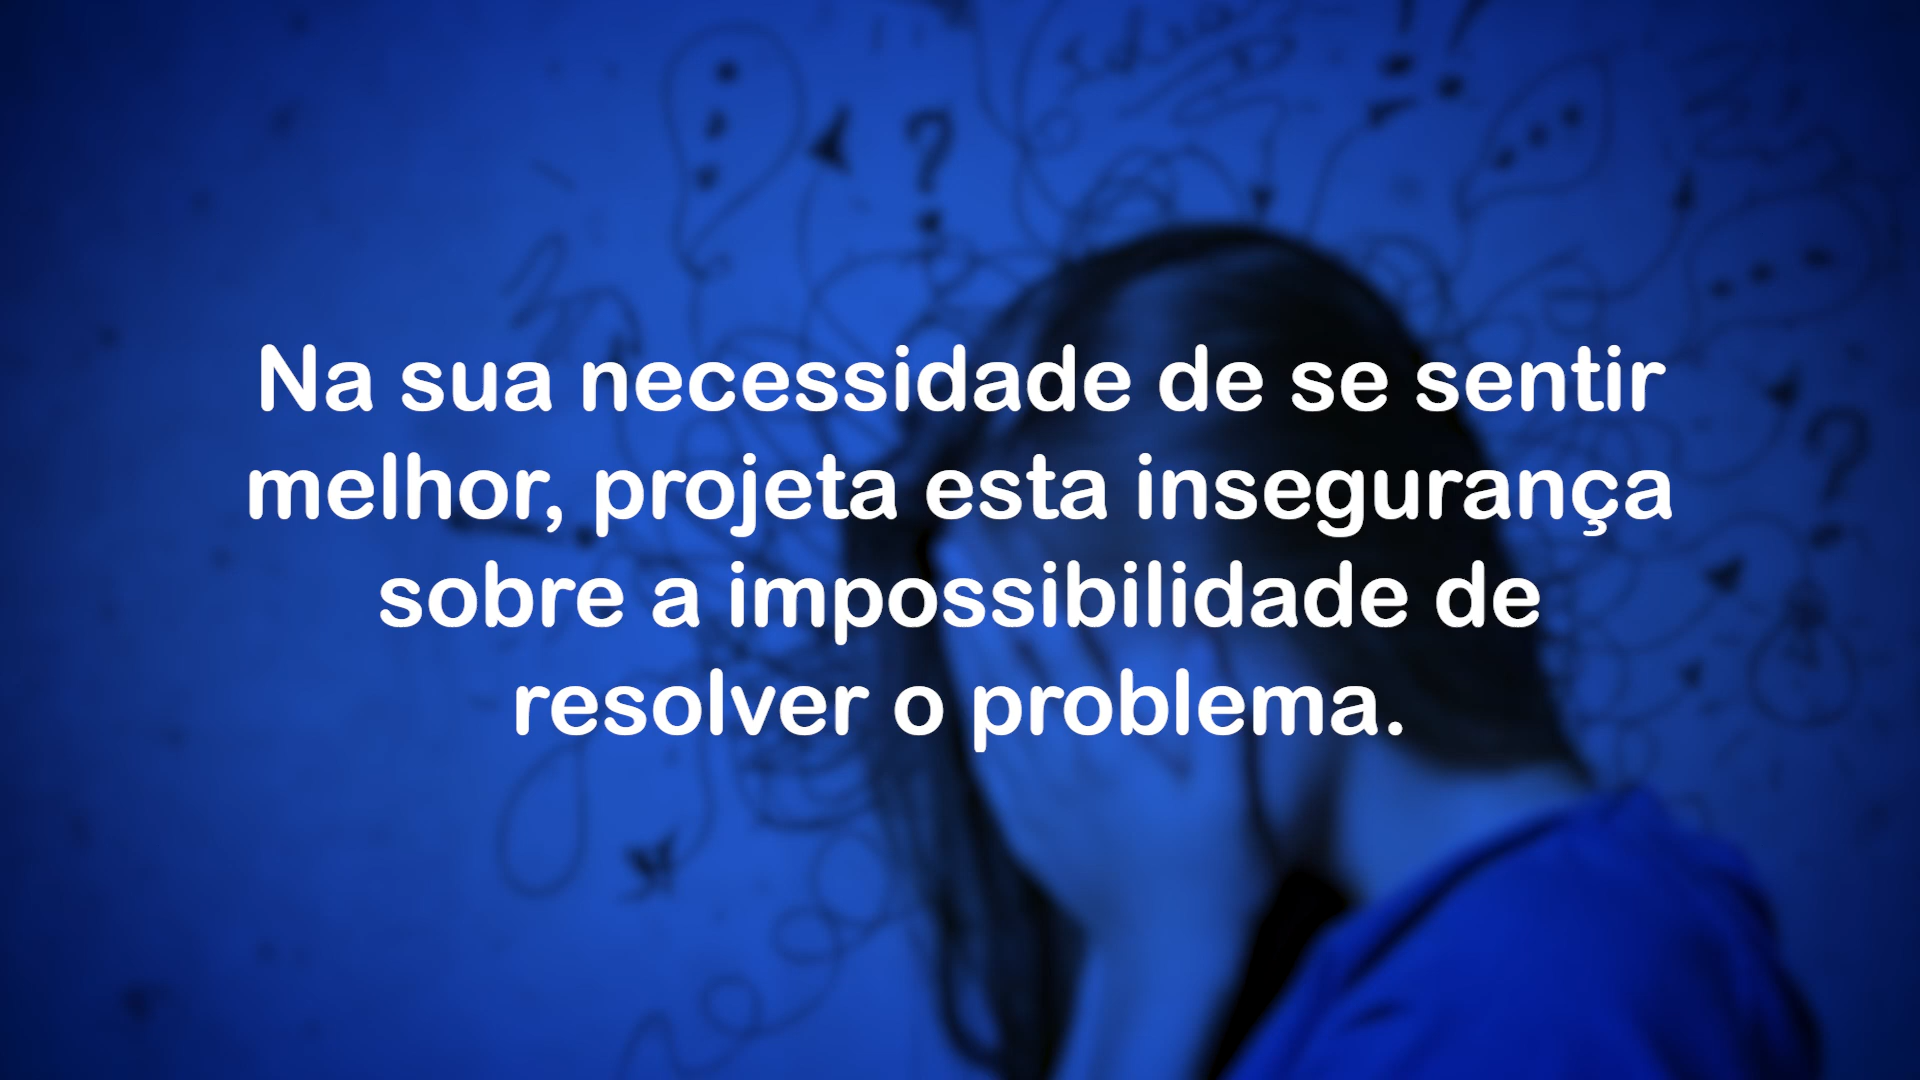 Na sua necessidade de se sentir
melhor, projeta esta insegurança
sobre a impossibilidade de
resolver o problema.